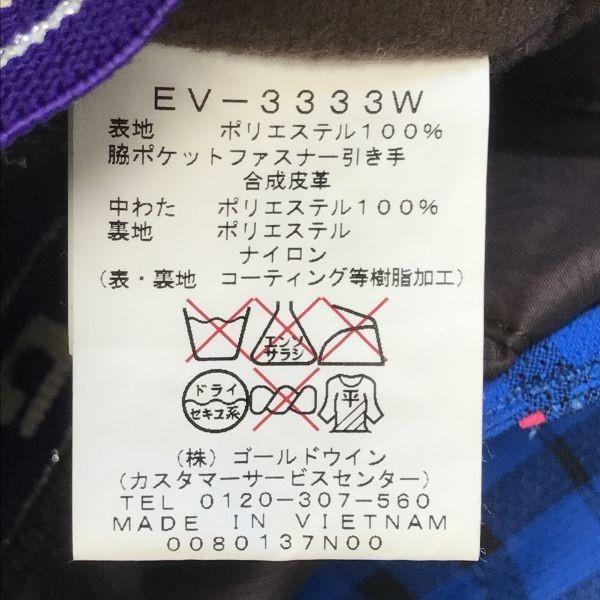 EV-3333W
表地 ポリエステル100%
脇ポケットファスナー引き手
合成皮革
中わた ポリエステル100%
裏地 ポリエステル
ナイロン
(表・裏地 コーティング等樹脂加工)
エンソ
サラシ
ドライ
セキユ系
平
(株) ゴールドウイン
(カスタマーサービスセンター)
TEL 0120-307-560
MADE IN VIETNAM
0080137N00